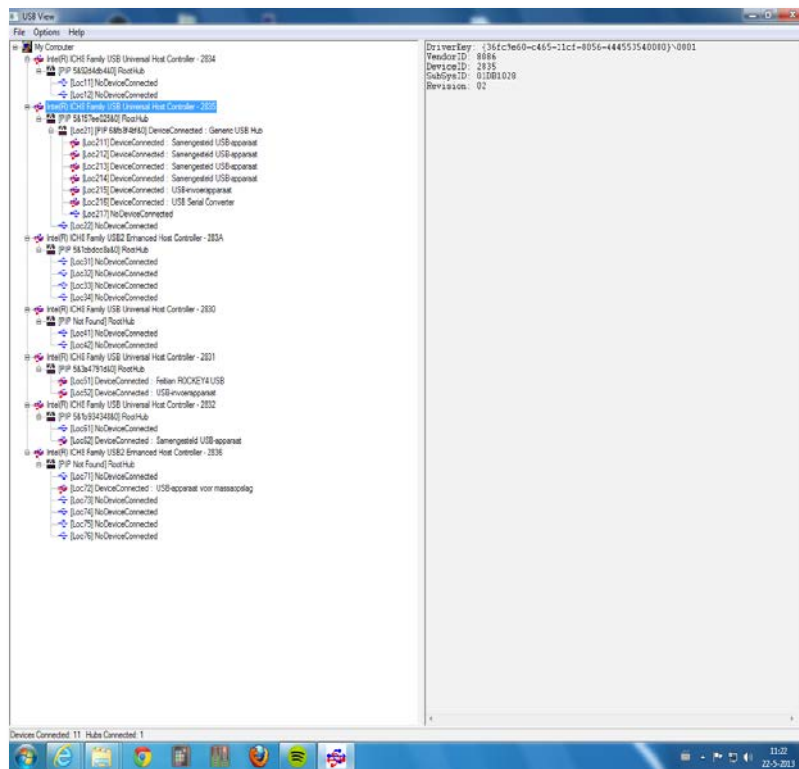 USB View
File Options Help
My Computer
Intel(R) ICH8 Family USB Universal Host Controller - 2834
RootHub
[Loc11] NoDeviceConnected
[Loc12] NoDeviceConnected
Intel(R) ICH8 Family USB Universal Host Controller - 2835
RootHub
[Loc21] DeviceConnected : Generic USB Hub
[Loc211] DeviceConnected : Samengesteld USB-apparaat
[Loc212] DeviceConnected : Samengesteld USB-apparaat
[Loc213] DeviceConnected : Samengesteld USB-apparaat
[Loc214] DeviceConnected : Samengesteld USB-apparaat
[Loc215] DeviceConnected : USB-invoerapparaat
[Loc216] DeviceConnected : USB Serial Converter
[Loc217] NoDeviceConnected
[Loc22] NoDeviceConnected
Intel(R) ICH8 Family USB2 Enhanced Host Controller - 283A
RootHub
[Loc31] NoDeviceConnected
[Loc32] NoDeviceConnected
[Loc33] NoDeviceConnected
[Loc34] NoDeviceConnected
Intel(R) ICH8 Family USB Universal Host Controller - 2830
[PIP Not Found] RootHub
[Loc41] NoDeviceConnected
[Loc42] NoDeviceConnected
Intel(R) ICH8 Family USB Universal Host Controller - 2831
RootHub
[Loc51] DeviceConnected : Feitian ROCKEY4 USB
[Loc52] DeviceConnected : USB-invoerapparaat
Intel(R) ICH8 Family USB Universal Host Controller - 2832
RootHub
[Loc61] NoDeviceConnected
[Loc62] DeviceConnected : Samengesteld USB-apparaat
Intel(R) ICH8 Family USB2 Enhanced Host Controller - 2836
[PIP Not Found] RootHub
[Loc71] NoDeviceConnected
[Loc72] DeviceConnected : USB-apparaat voor massaopslag
[Loc73] NoDeviceConnected
[Loc74] NoDeviceConnected
[Loc75] NoDeviceConnected
[Loc76] NoDeviceConnected
DriverKey: {36fc9e60-c465-11cf-8056-444553540000}\0001
VendorID: 8086
DeviceID: 2835
SubSysID: 01DB1028
Revision: 02
Devices Connected: 11 Hubs Connected: 1
11:22
22-5-2013